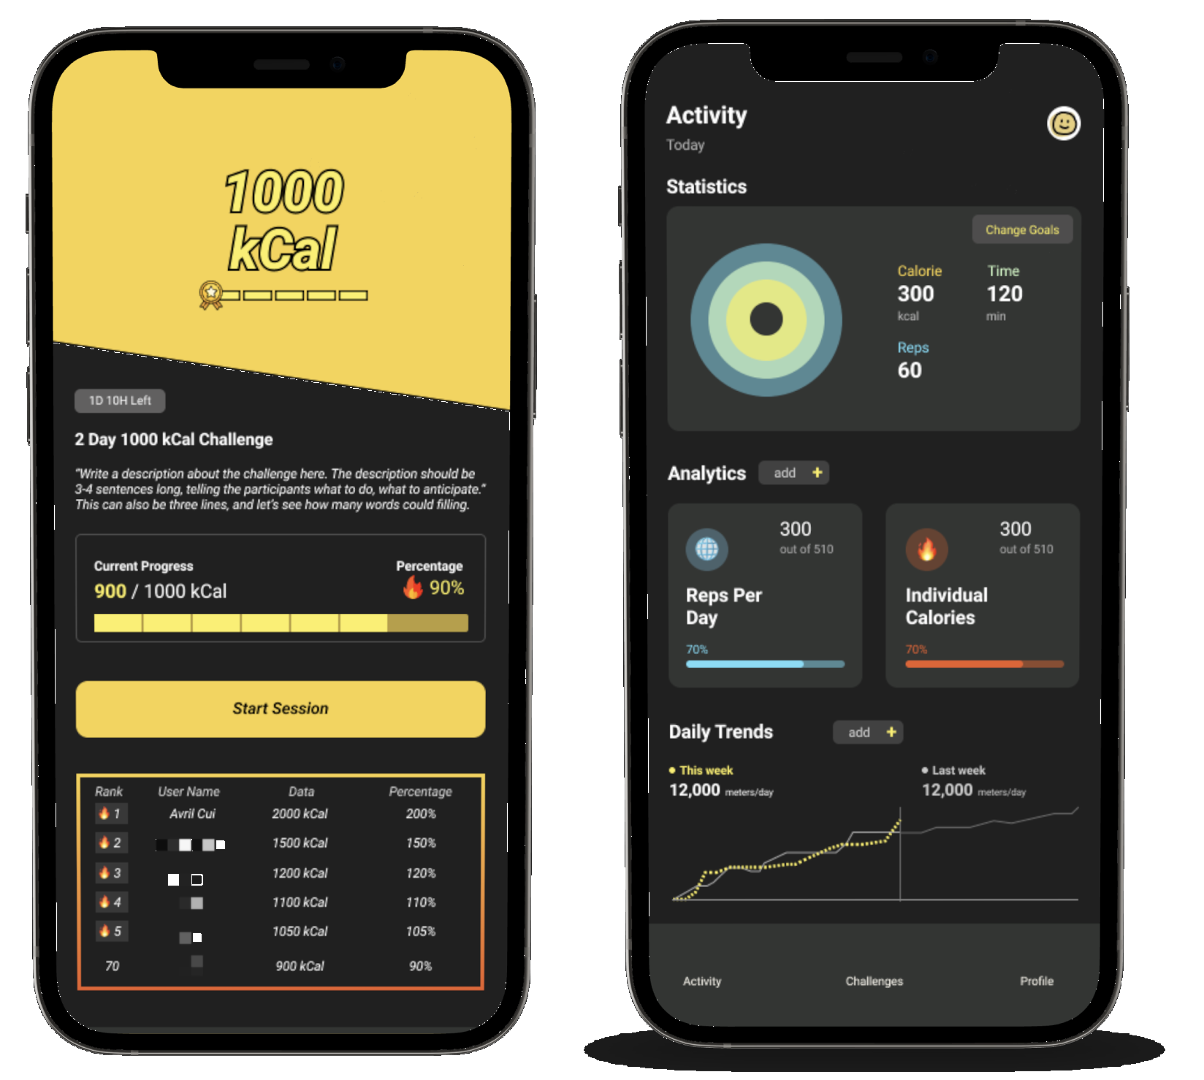 1000
kCal
1D 10H Left
2 Day 1000 kCal Challenge
"Write a description about the challenge here. The description should be
3-4 sentences long, telling the participants what to do, what to anticipate."
This can also be three lines, and let's see how many words could filling.
Current Progress Percentage
900 / 1000 kCal 90%
Start Session
Rank User Name Data Percentage
1 Avril Cui 2000 kCal 200%
2 1500 kCal 150%
3 1200 kCal 120%
4 1100 kCal 110%
5 1050 kCal 105%
70 900 kCal 90%
Activity
Today
Statistics
Change Goals
Calorie Time
300 120
kcal min
Reps
60
Analytics add +
300
out of 510
Reps Per
Day
70%
300
out of 510
Individual
Calories
70%
Daily Trends add +
This week Last week
12,000 meters/day 12,000 meters/day
Activity Challenges Profile